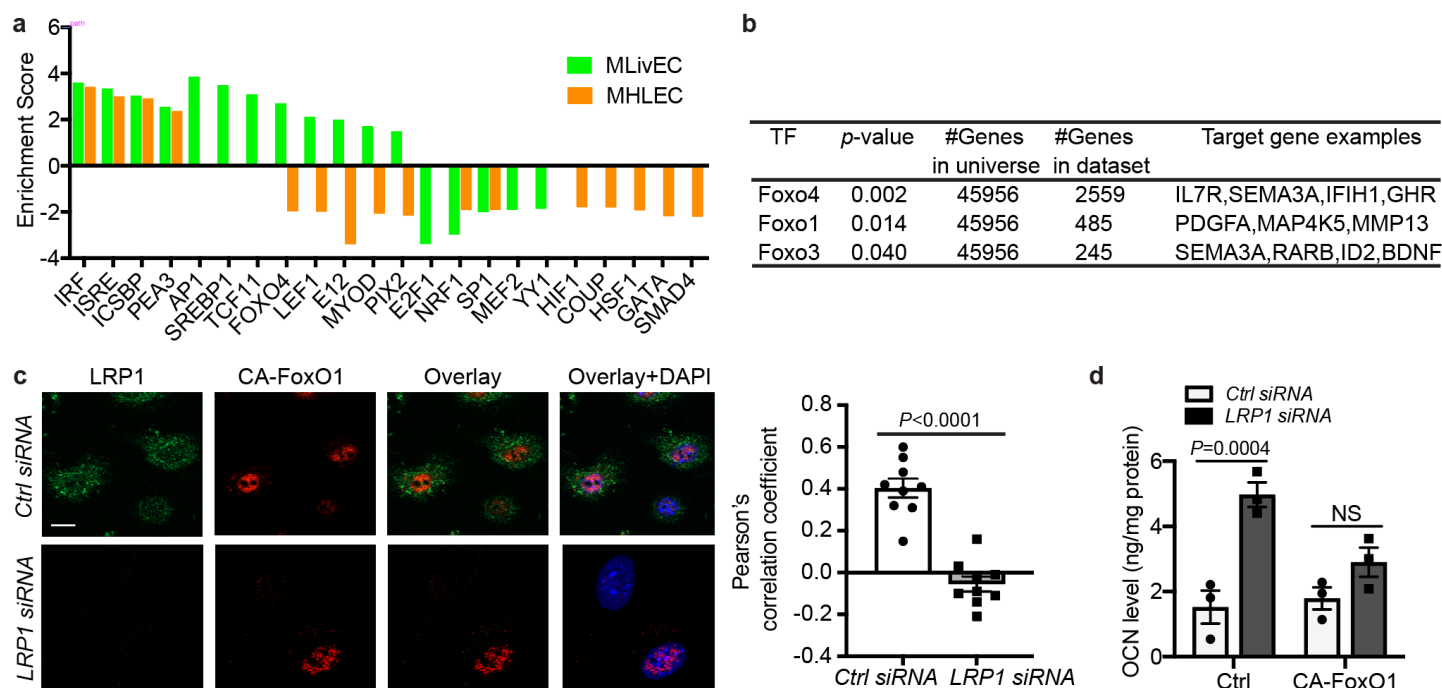 a
path
6
4
2
0
-2
-4
Enrichment Score
MLivEC
MHLEC
IRF
ISRE
ICSBP
PEA3
AP1
SREBP1
TCF11
FOXO4
LEF1
E12
MYOD
PIX2
E2F1
NRF1
SP1
MEF2
YY1
HIF1
COUP
HSF1
GATA
SMAD4
b
TF p-value #Genes #Genes Target gene examples
in universe in dataset
Foxo4 0.002 45956 2559 IL7R,SEMA3A,IFIH1,GHR
Foxo1 0.014 45956 485 PDGFA,MAP4K5,MMP13
Foxo3 0.040 45956 245 SEMA3A,RARB,ID2,BDNF
c
LRP1 CA-FoxO1 Overlay Overlay+DAPI
Ctrl siRNA
LRP1 siRNA
Pearson's
correlation coefficient
0.8
0.6
0.4
0.2
0.0
-0.2
-0.4
P<0.0001
Ctrl siRNA LRP1 siRNA
d
Ctrl siRNA
LRP1 siRNA
OCN level (ng/mg protein)
6
4
2
0
P=0.0004
NS
Ctrl CA-FoxO1